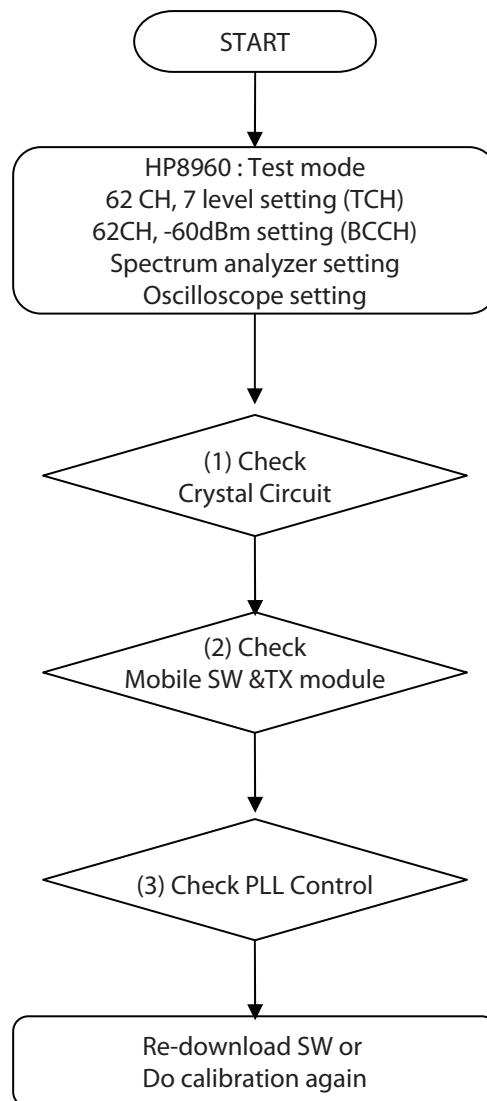 START
HP8960 : Test mode
62 CH, 7 level setting (TCH)
62CH, -60dBm setting (BCCH)
Spectrum analyzer setting
Oscilloscope setting
(1) Check
Crystal Circuit
(2) Check
Mobile SW &TX module
(3) Check PLL Control
Re-download SW or
Do calibration again